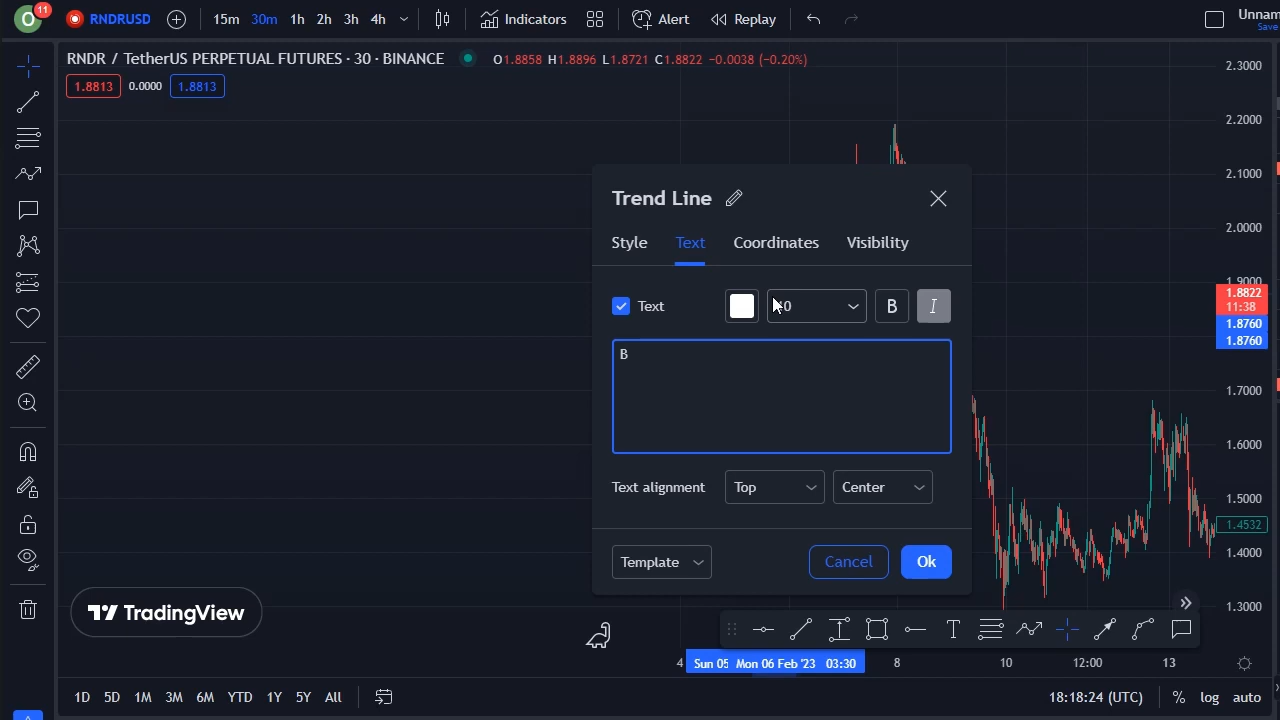 O 11 RNDRUSD 15m 30m 1h 2h 3h 4h Indicators Alert Replay Unnam
Save
RNDR / TetherUS PERPETUAL FUTURES · 30 · BINANCE O1.8858 H1.8896 L1.8721 C1.8822 −0.0038 (−0.20%)
1.8813 0.0000 1.8813
2.3000
2.2000
2.1000
2.0000
1.9000
1.8822
11:38
1.8760
1.8760
1.7000
1.6000
1.5000
1.4532
1.4000
1.3000
Trend Line
Style Text Coordinates Visibility
Text B I
B
Text alignment Top Center
Template Cancel Ok
TradingView
T
4 Sun 05 Mon 06 Feb '23 03:30 8 10 12:00 13
1D 5D 1M 3M 6M YTD 1Y 5Y All 18:18:24 (UTC) % log auto